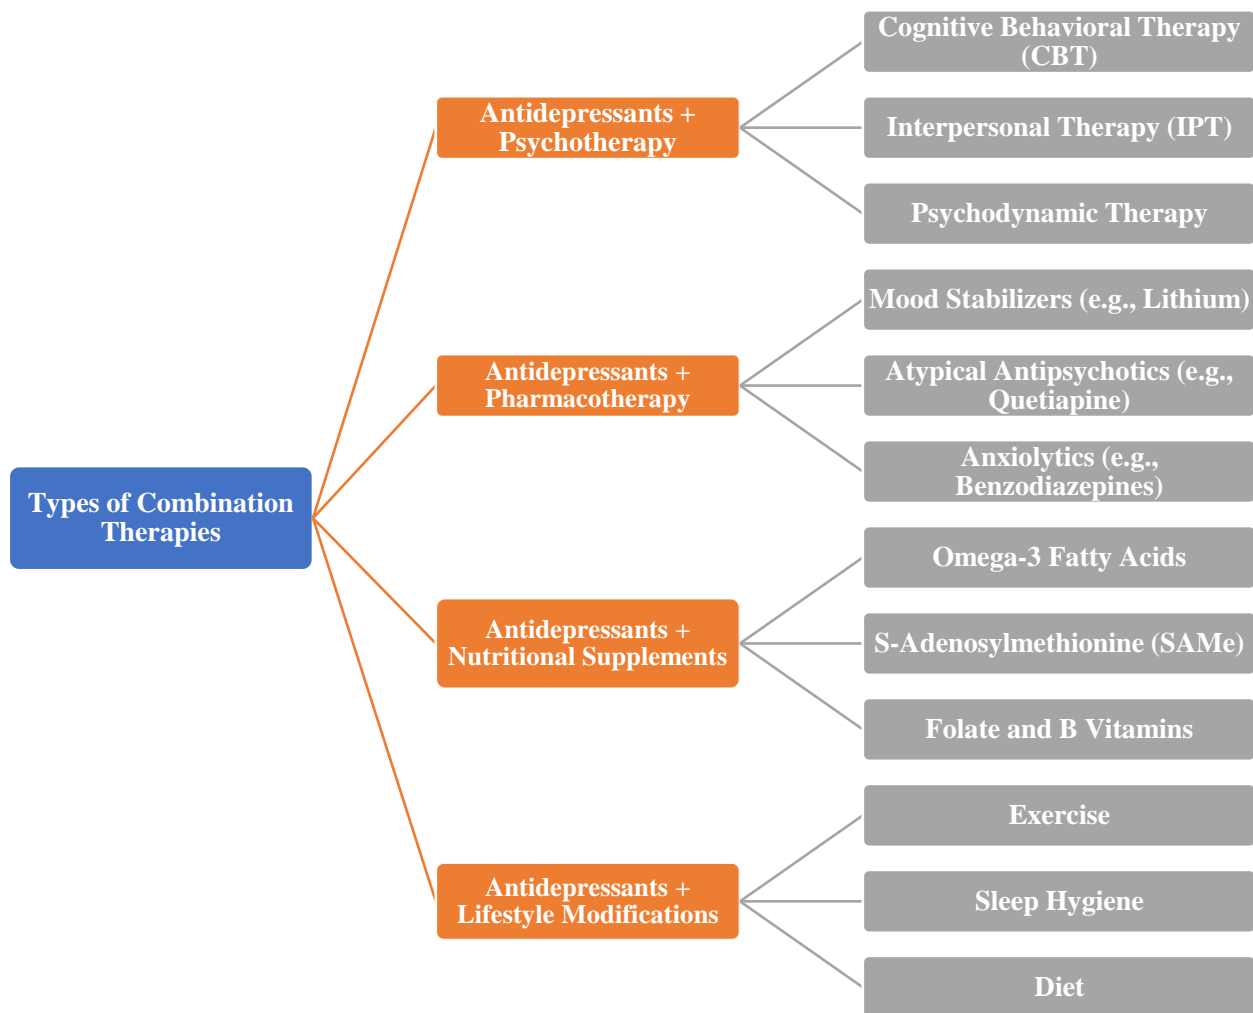 Types of Combination
Therapies
Antidepressants +
Psychotherapy
Cognitive Behavioral Therapy
(CBT)
Interpersonal Therapy (IPT)
Psychodynamic Therapy
Antidepressants +
Pharmacotherapy
Mood Stabilizers (e.g., Lithium)
Atypical Antipsychotics (e.g.,
Quetiapine)
Anxiolytics (e.g.,
Benzodiazepines)
Antidepressants +
Nutritional Supplements
Omega-3 Fatty Acids
S-Adenosylmethionine (SAMe)
Folate and B Vitamins
Antidepressants +
Lifestyle Modifications
Exercise
Sleep Hygiene
Diet